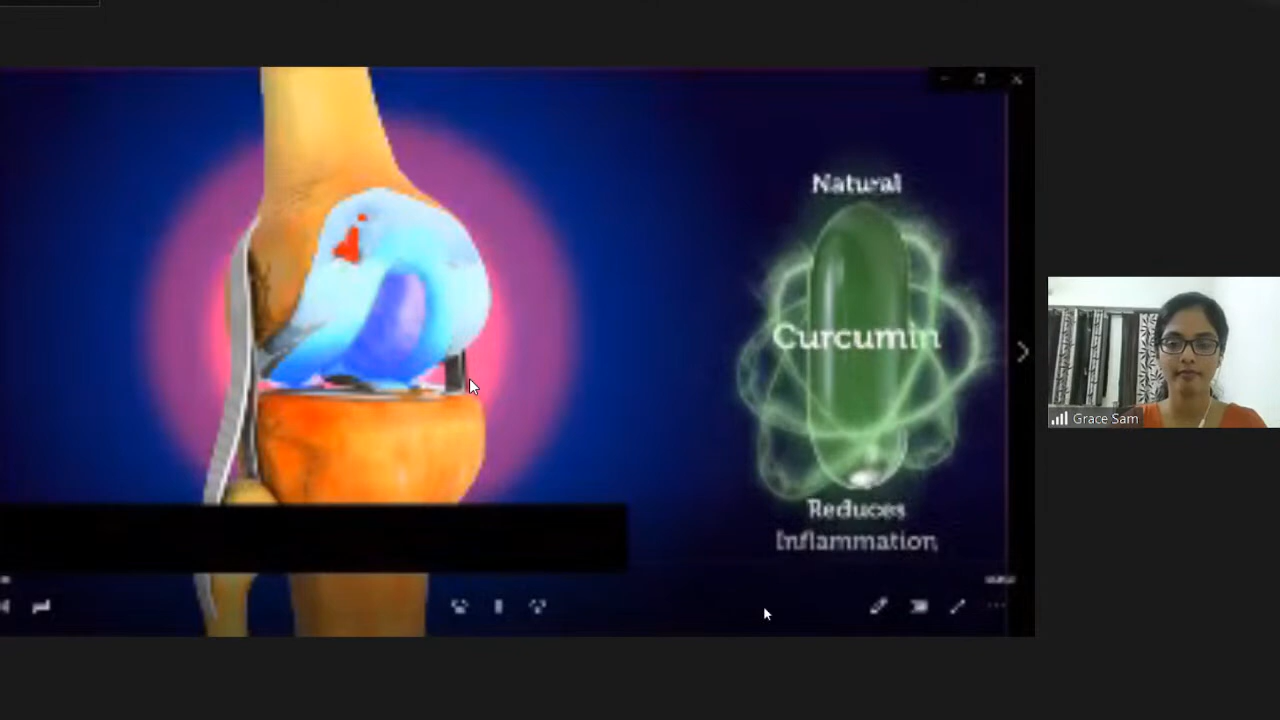 Natural
Curcumin
Reduces
Inflammation
Grace Sam